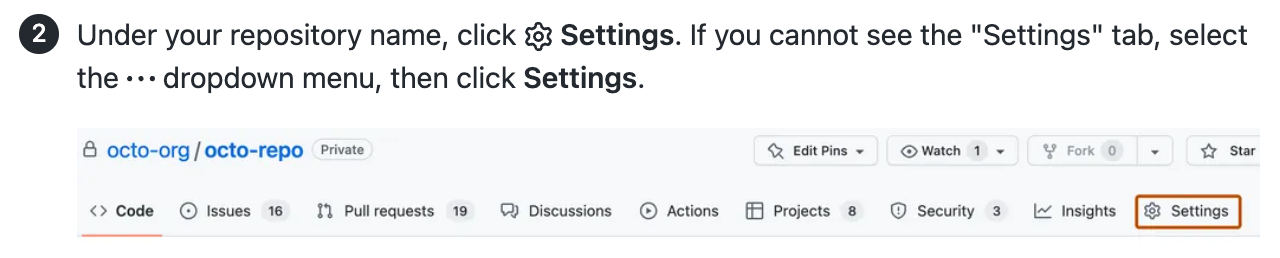 2 Under your repository name, click Settings. If you cannot see the "Settings" tab, select
the ··· dropdown menu, then click Settings.
octo-org / octo-repo Private Edit Pins Watch 1 Fork 0 Star
<> Code Issues 16 Pull requests 19 Discussions Actions Projects 8 Security 3 Insights Settings